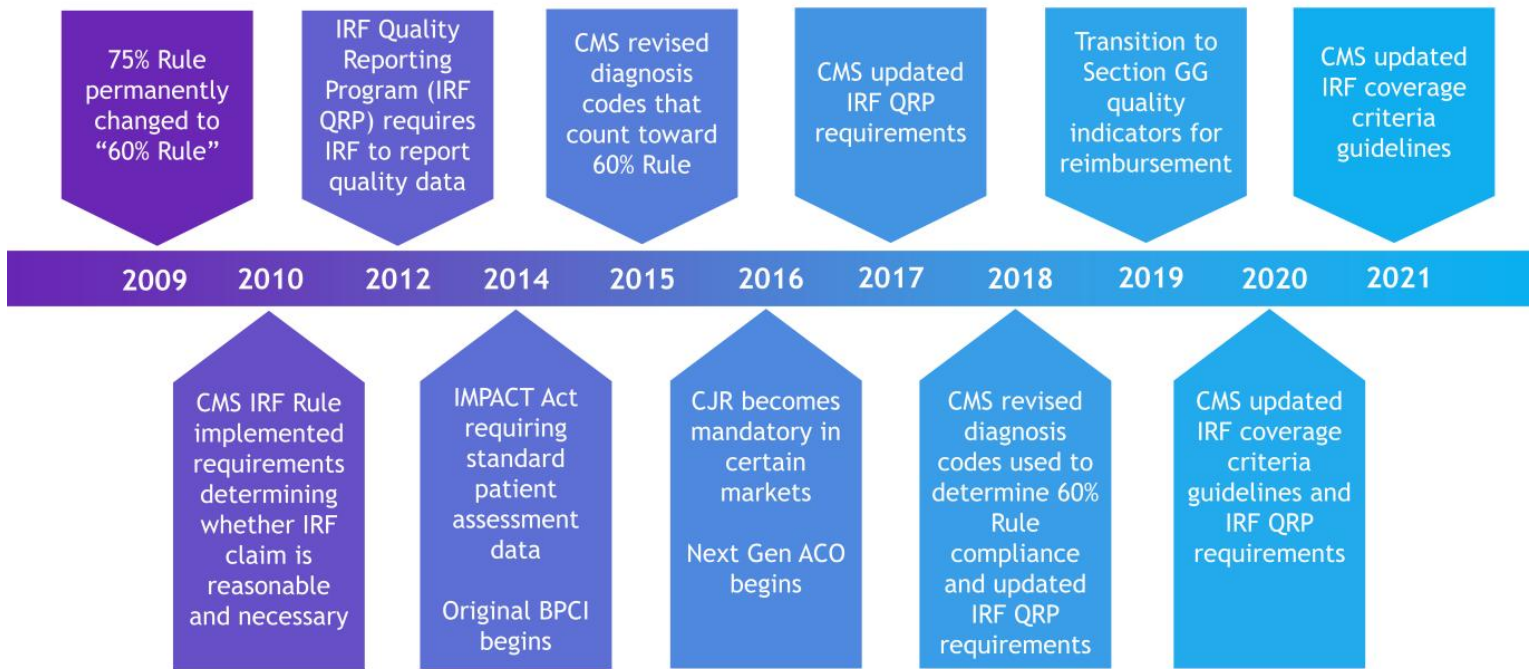 75% Rule
permanently
changed to
“60% Rule”
IRF Quality
Reporting
Program (IRF
QRP) requires
IRF to report
quality data
CMS revised
diagnosis
codes that
count toward
60% Rule
CMS updated
IRF QRP
requirements
Transition to
Section GG
quality
indicators for
reimbursement
CMS updated
IRF coverage
criteria
guidelines
2009 2010 2012 2014 2015 2016 2017 2018 2019 2020 2021
CMS IRF Rule
implemented
requirements
determining
whether IRF
claim is
reasonable
and necessary
IMPACT Act
requiring
standard
patient
assessment
data
Original BPCI
begins
CJR becomes
mandatory in
certain
markets
Next Gen ACO
begins
CMS revised
diagnosis
codes used to
determine 60%
Rule
compliance
and updated
IRF QRP
requirements
CMS updated
IRF coverage
criteria
guidelines and
IRF QRP
requirements